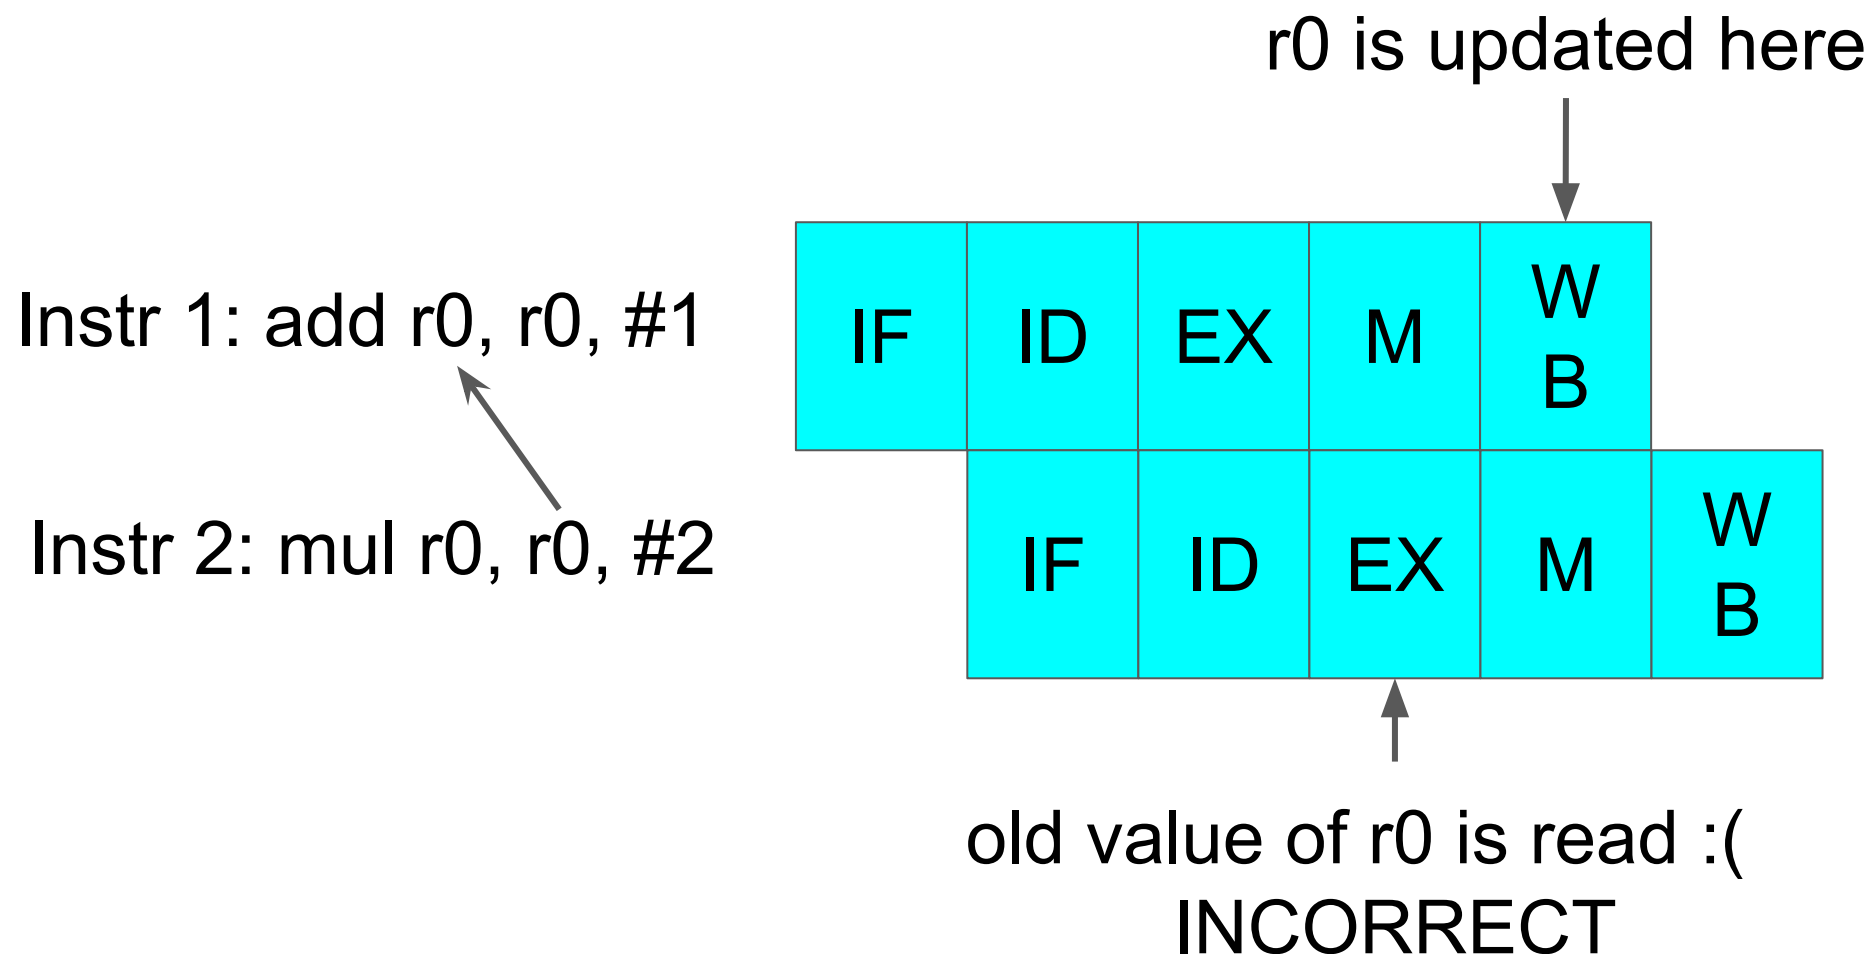 r0 is updated here
Instr 1: add r0, r0, #1
IF ID EX M W
B
Instr 2: mul r0, r0, #2
IF ID EX M W
B
old value of r0 is read :(
INCORRECT